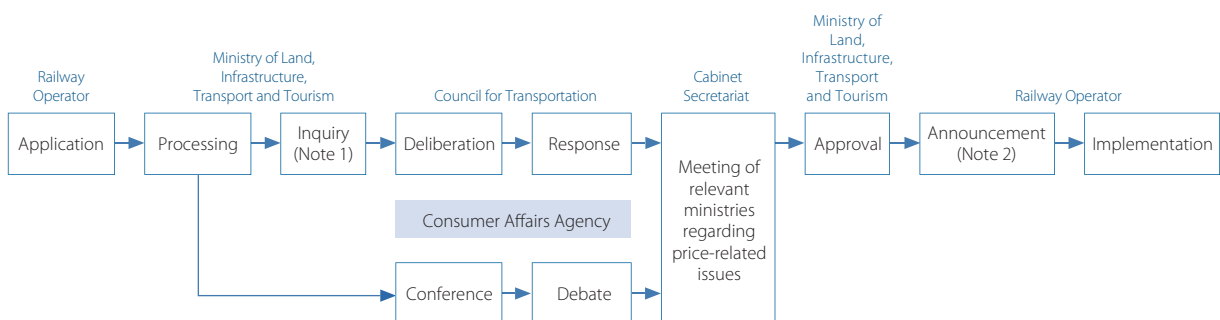 Railway
Operator
Ministry of Land,
Infrastructure,
Transport and Tourism
Council for Transportation
Cabinet
Secretariat
Ministry of
Land,
Infrastructure,
Transport
and Tourism
Railway Operator
Application
Processing
Inquiry
(Note 1)
Deliberation
Response
Meeting of
relevant
ministries
regarding
price-related
issues
Approval
Announcement
(Note 2)
Implementation
Consumer Affairs Agency
Conference
Debate